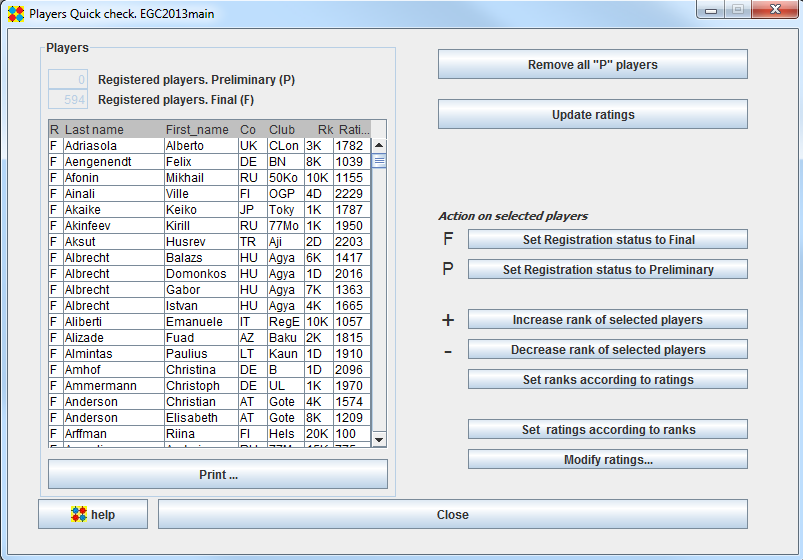 Players Quick check. EGC2013main
Players
0 Registered players. Preliminary (P)
594 Registered players. Final (F)
R Last name First_name Co Club Rk Rati...
F Adriasola Alberto UK CLon 3K 1782
F Aengenendt Felix DE BN 8K 1039
F Afonin Mikhail RU 50Ko 10K 1155
F Ainali Ville FI OGP 4D 2229
F Akaike Keiko JP Toky 1K 1787
F Akinfeev Kirill RU 77Mo 1K 1950
F Aksut Husrev TR Aji 2D 2203
F Albrecht Balazs HU Agya 6K 1417
F Albrecht Domonkos HU Agya 1D 2016
F Albrecht Gabor HU Agya 7K 1363
F Albrecht Istvan HU Agya 4K 1665
F Aliberti Emanuele IT RegE 10K 1057
F Alizade Fuad AZ Baku 2K 1815
F Almintas Paulius LT Kaun 1D 1910
F Amhof Christina DE B 1D 2096
F Ammermann Christoph DE UL 1K 1970
F Anderson Christian AT Gote 4K 1574
F Anderson Elisabeth AT Gote 8K 1209
F Arffman Riina FI Hels 20K 100
Print ...
help
Remove all "P" players
Update ratings
Action on selected players
F Set Registration status to Final
P Set Registration status to Preliminary
+ Increase rank of selected players
- Decrease rank of selected players
Set ranks according to ratings
Set ratings according to ranks
Modify ratings...
Close